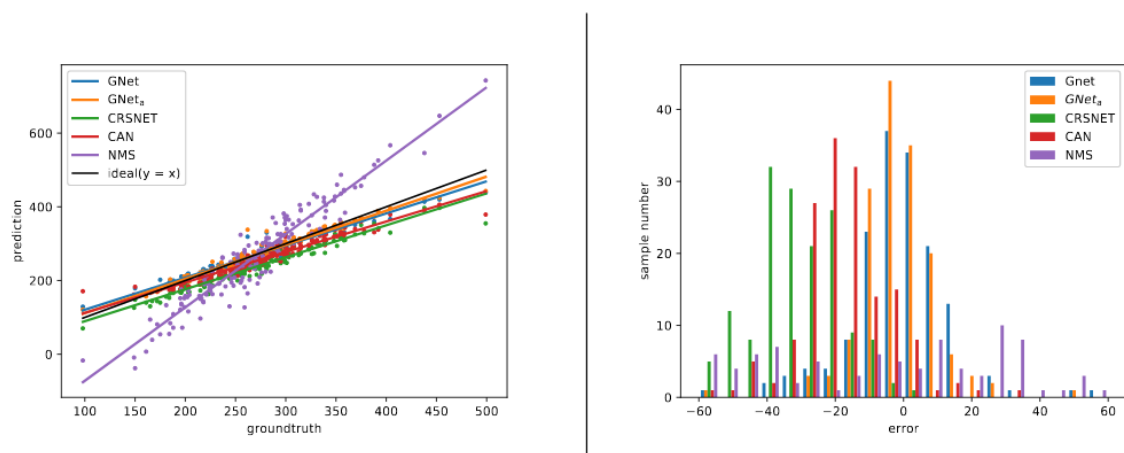 GNet
GNetₐ
CRSNET
CAN
NMS
ideal(y = x)
prediction
600
400
200
0
100 150 200 250 300 350 400 450 500
groundtruth
Gnet
GNetₐ
CRSNET
CAN
NMS
sample number
40
30
20
10
0
−60 −40 −20 0 20 40 60
error